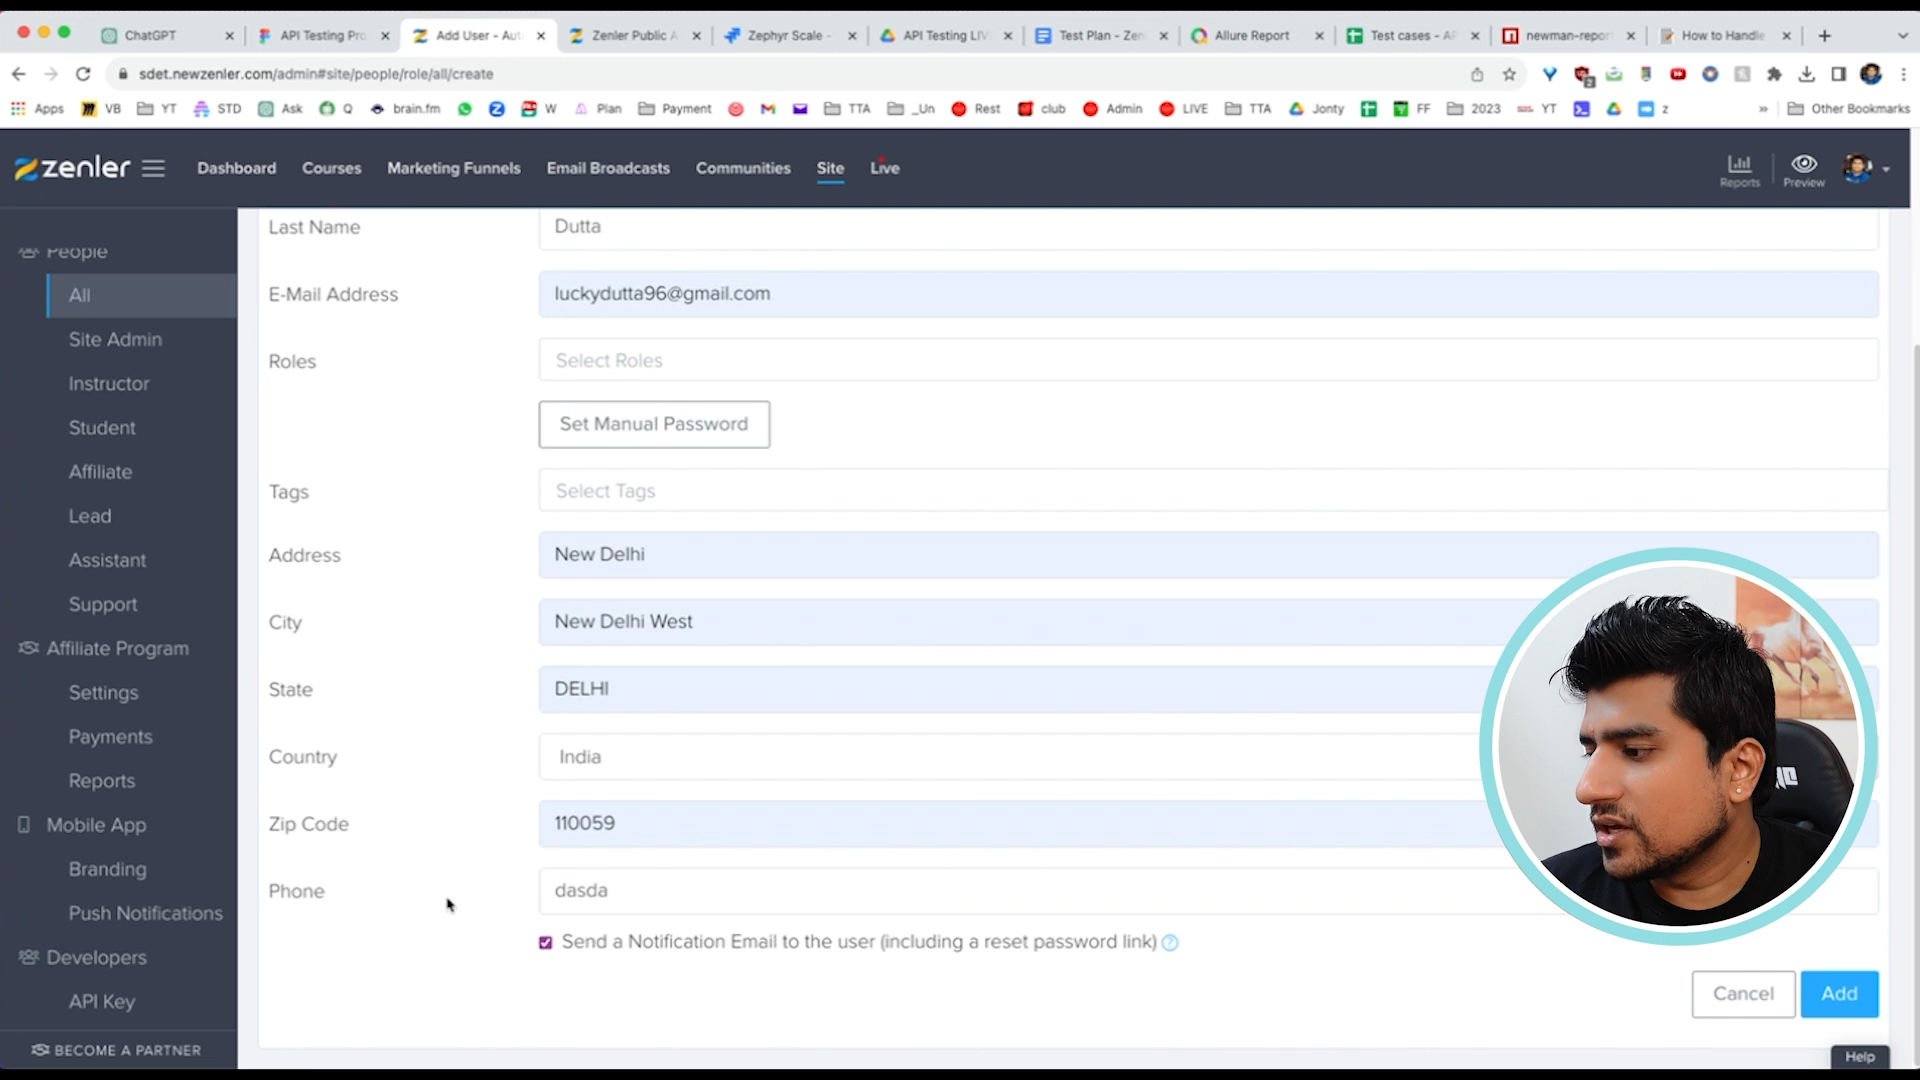 ChatGPT
API Testing Pro
Add User - Aut
Zenler Public A
Zephyr Scale -
API Testing LIV
Test Plan - Zen
Allure Report
Test cases - AP
newman-repor
How to Handle
sdet.newzenler.com/admin#site/people/role/all/create
Apps VB YT STD Ask Q brain.fm W Plan Payment TTA _Un Rest club Admin LIVE TTA Jonty FF 2023 YT z » Other Bookmarks
zenler Dashboard Courses Marketing Funnels Email Broadcasts Communities Site Live Reports Preview
People
All
Site Admin
Instructor
Student
Affiliate
Lead
Assistant
Support
Affiliate Program
Settings
Payments
Reports
Mobile App
Branding
Push Notifications
Developers
API Key
BECOME A PARTNER
Last Name Dutta
E-Mail Address luckydutta96@gmail.com
Roles Select Roles
Set Manual Password
Tags Select Tags
Address New Delhi
City New Delhi West
State DELHI
Country India
Zip Code 110059
Phone dasda
Send a Notification Email to the user (including a reset password link) ?
Cancel Add
Help